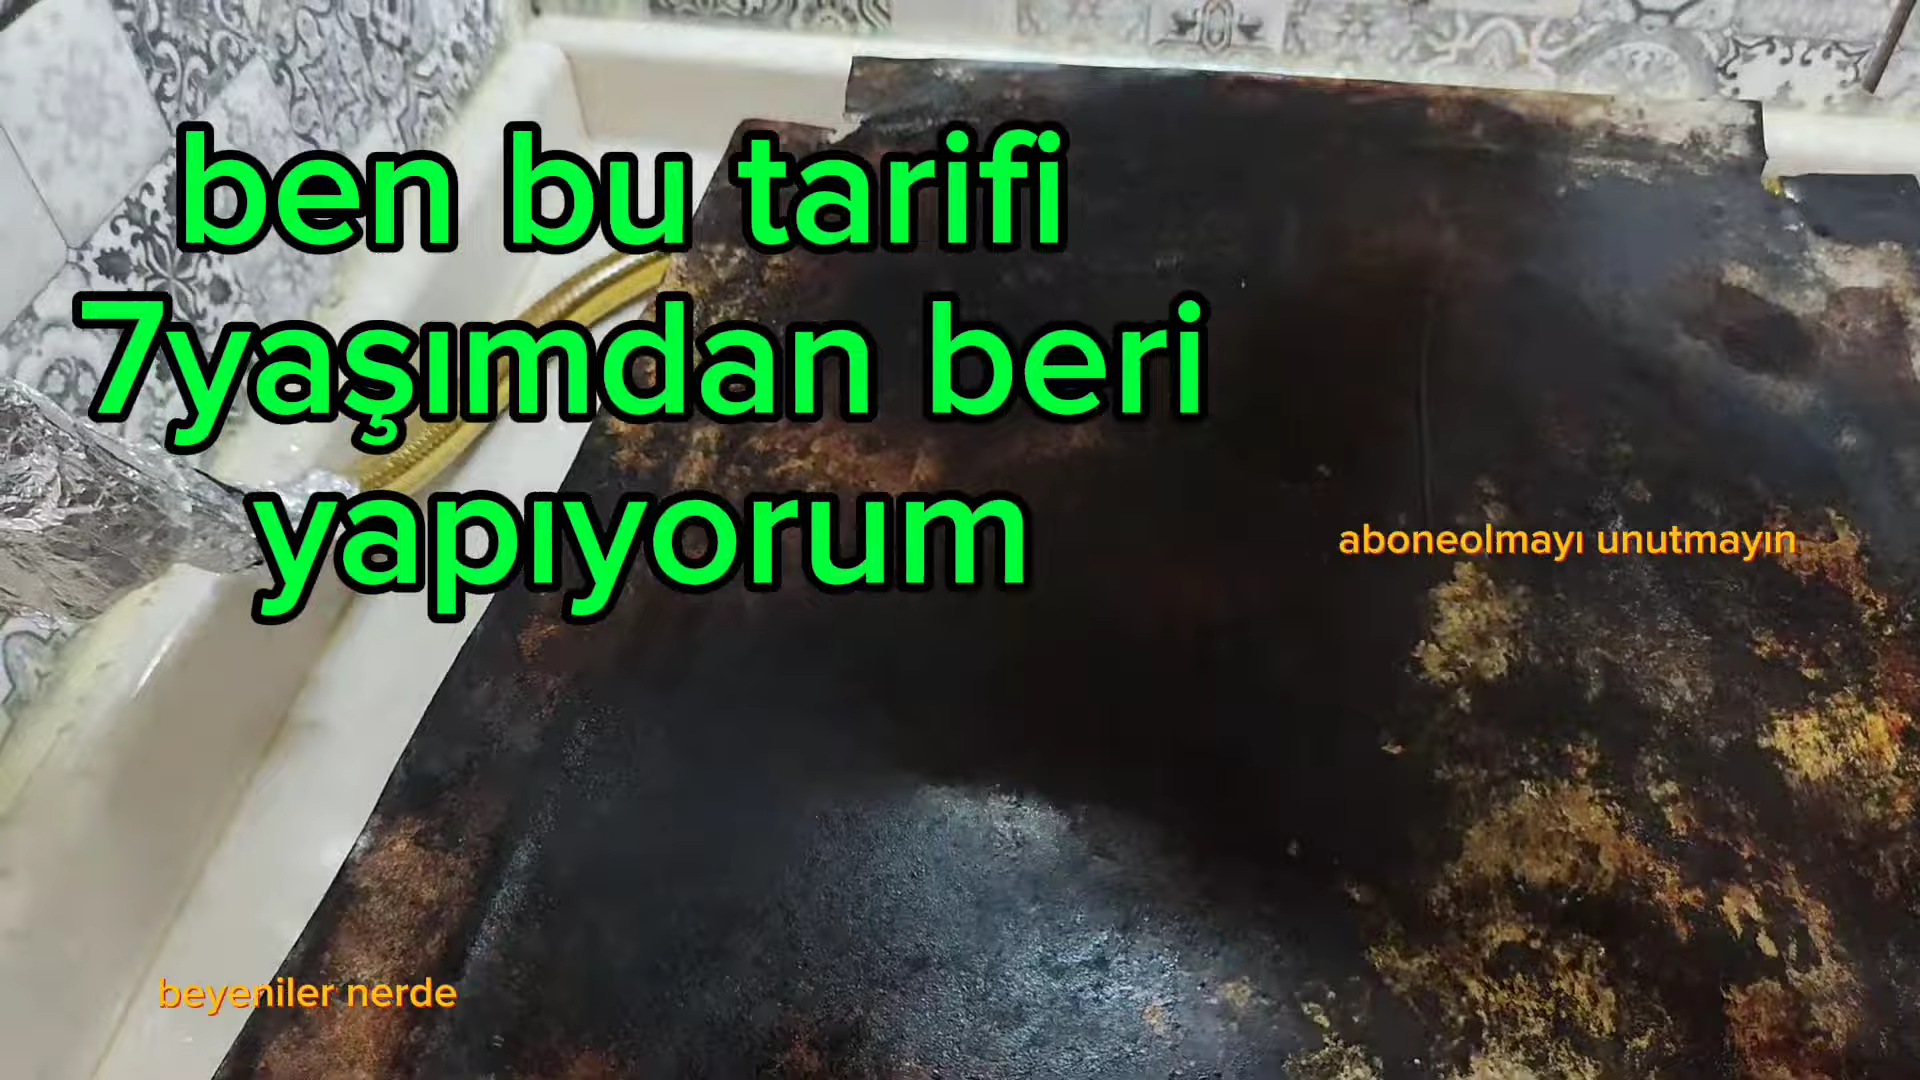 ben bu tarifi
7yaşımdan beri
yapıyorum
aboneolmayı unutmayın
beyeniler nerde